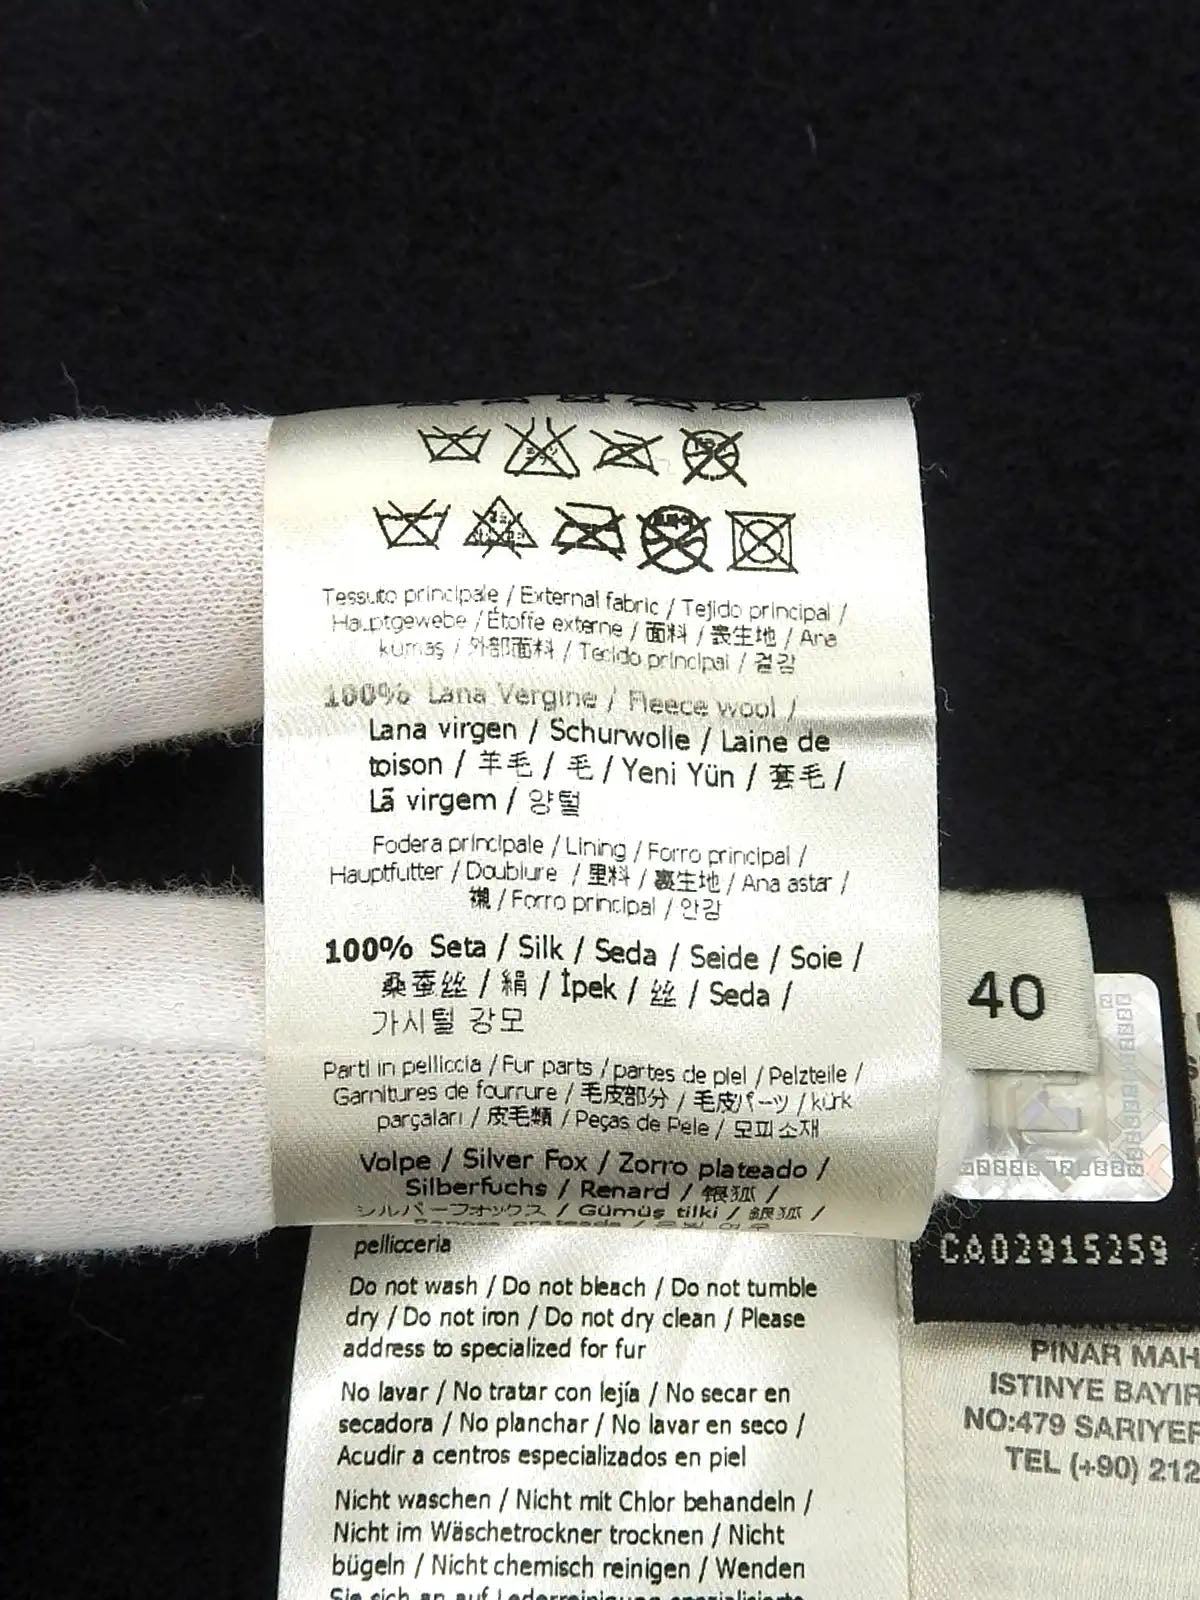 Tessuto principale / External fabric / Tejido principal /
Hauptgewebe / Étoffe externe / 面料 / 表生地 / Ana
kumaş / 外部面料 / Tecido principal / 겉감
100% Lana Vergine / Fleece wool /
Lana virgen / Schurwolle / Laine de
toison / 羊毛 / 毛 / Yeni Yün / 套毛 /
Lã virgem / 양털
Fodera principale / Lining / Forro principal /
Hauptfutter / Doublure / 里料 / 裏生地 / Ana astar /
襯 / Forro principal / 안감
100% Seta / Silk / Seda / Seide / Soie /
桑蚕丝 / 絹 / İpek / 丝 / Seda /
가시털 강모
Parti in pelliccia / Fur parts / partes de piel / Pelzteile /
Garnitures de fourrure / 毛皮部分 / 毛皮パーツ / kürk
parçaları / 皮毛類 / Peças de Pele / 모피 소재
Volpe / Silver Fox / Zorro plateado /
Silberfuchs / Renard / 银狐 /
シルバーフォックス / Gümüş tilki / 銀狐 /
pellicceria
Do not wash / Do not bleach / Do not tumble
dry / Do not iron / Do not dry clean / Please
address to specialized for fur
No lavar / No tratar con lejía / No secar en
secadora / No planchar / No lavar en seco /
Acudir a centros especializados en piel
Nicht waschen / Nicht mit Chlor behandeln /
Nicht im Wäschetrockner trocknen / Nicht
bügeln / Nicht chemisch reinigen / Wenden
Sie sich an auf Lederreinigung spezialisierte
40
CA02915259
PINAR MAH
ISTINYE BAYIR
NO:479 SARIYER
TEL (+90) 212